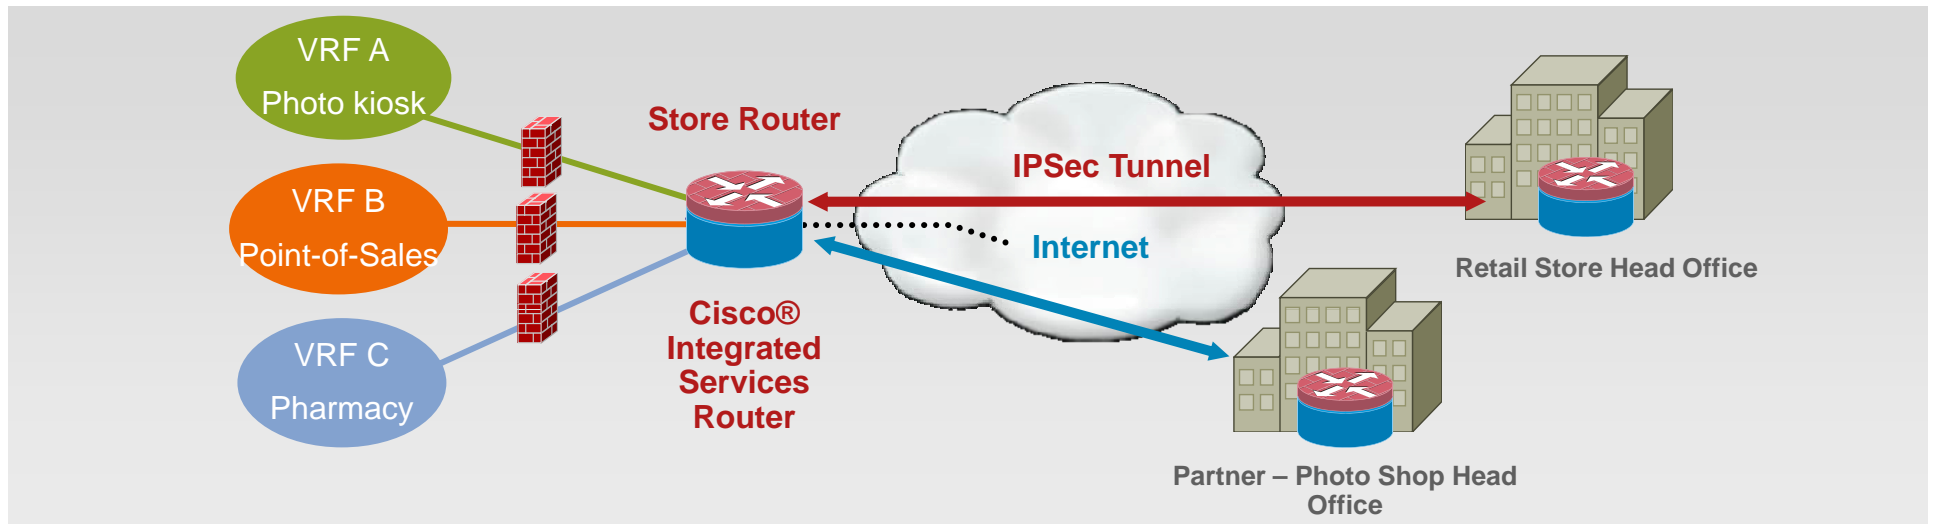 VRF A
Photo kiosk
VRF B
Point-of-Sales
VRF C
Pharmacy
Store Router
Cisco®
Integrated
Services
Router
IPSec Tunnel
Internet
Retail Store Head Office
Partner – Photo Shop Head
Office